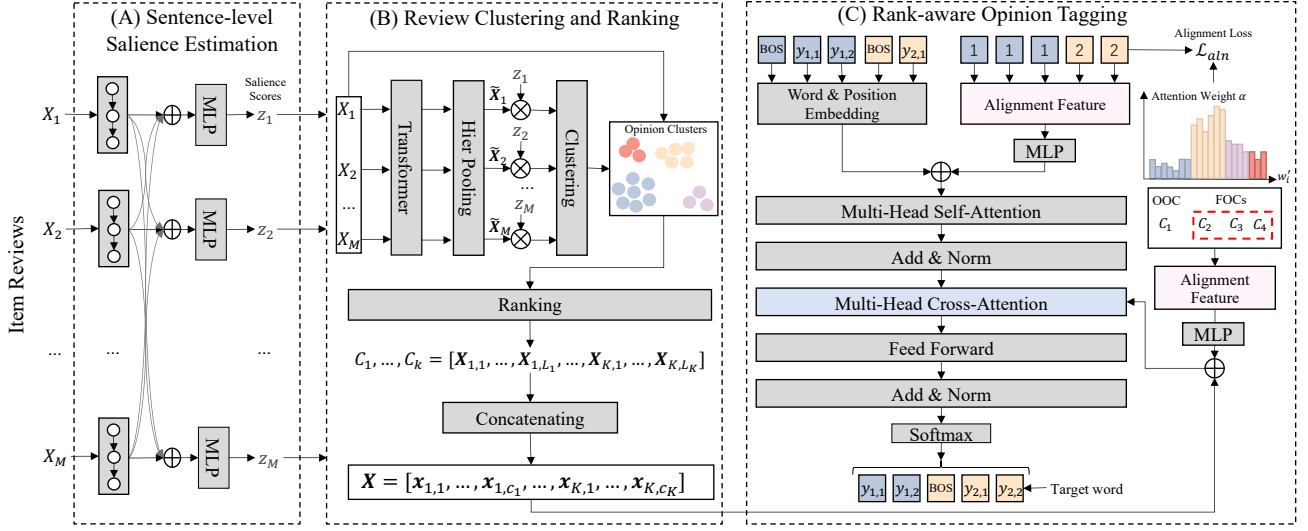 (A) Sentence-level
Salience Estimation
Item Reviews
X1
X2
...
XM
...
MLP
MLP
MLP
Salience
Scores
z1
z2
...
zM
(B) Review Clustering and Ranking
X1
X2
...
XM
Transformer
Hier Pooling
X̃1
X̃2
X̃M
z1
z2
...
zM
Clustering
Opinion Clusters
Ranking
C1, ..., Ck = [X1,1, ..., X1,L1, ..., XK,1, ..., XK,LK]
Concatenating
X = [x1,1, ..., x1,c1, ..., xK,1, ..., xK,cK]
(C) Rank-aware Opinion Tagging
BOS y1,1 y1,2 BOS y2,1
1 1 1 2 2
Alignment Loss
ℒaln
Word & Position
Embedding
Alignment Feature
MLP
Attention Weight α
w′i
Multi-Head Self-Attention
Add & Norm
Multi-Head Cross-Attention
Feed Forward
Add & Norm
Softmax
y1,1 y1,2 BOS y2,1 y2,2
Target word
OOC FOCs
C1 C2 C3 C4
Alignment
Feature
MLP